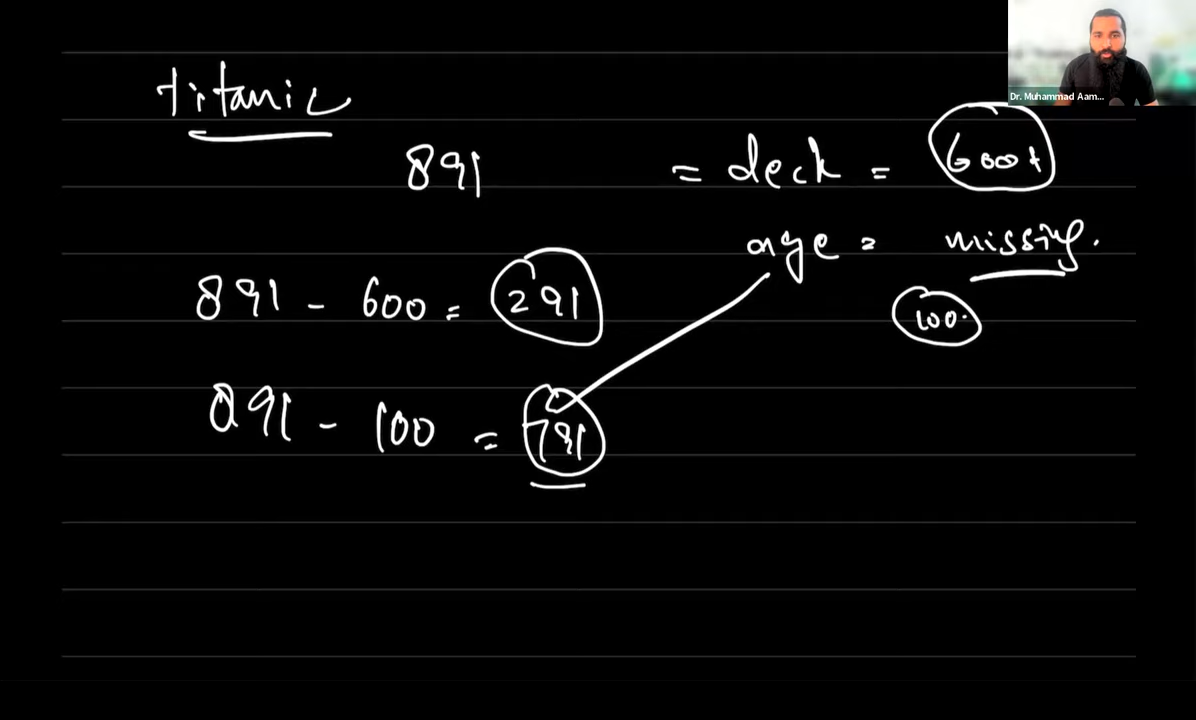 Dr. Muhammad Aam...
titanic
891 = deck = 600+
age = missing.
891 - 600 = 291
100.
891 - 100 = 791